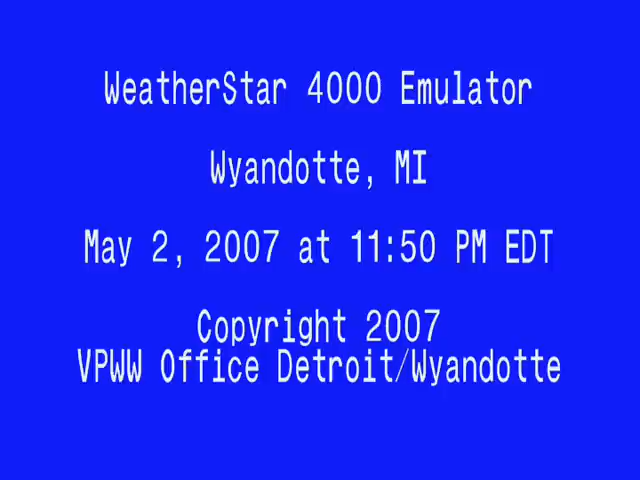 WeatherStar 4000 Emulator
Wyandotte, MI
May 2, 2007 at 11:50 PM EDT
Copyright 2007
VPWW Office Detroit/Wyandotte